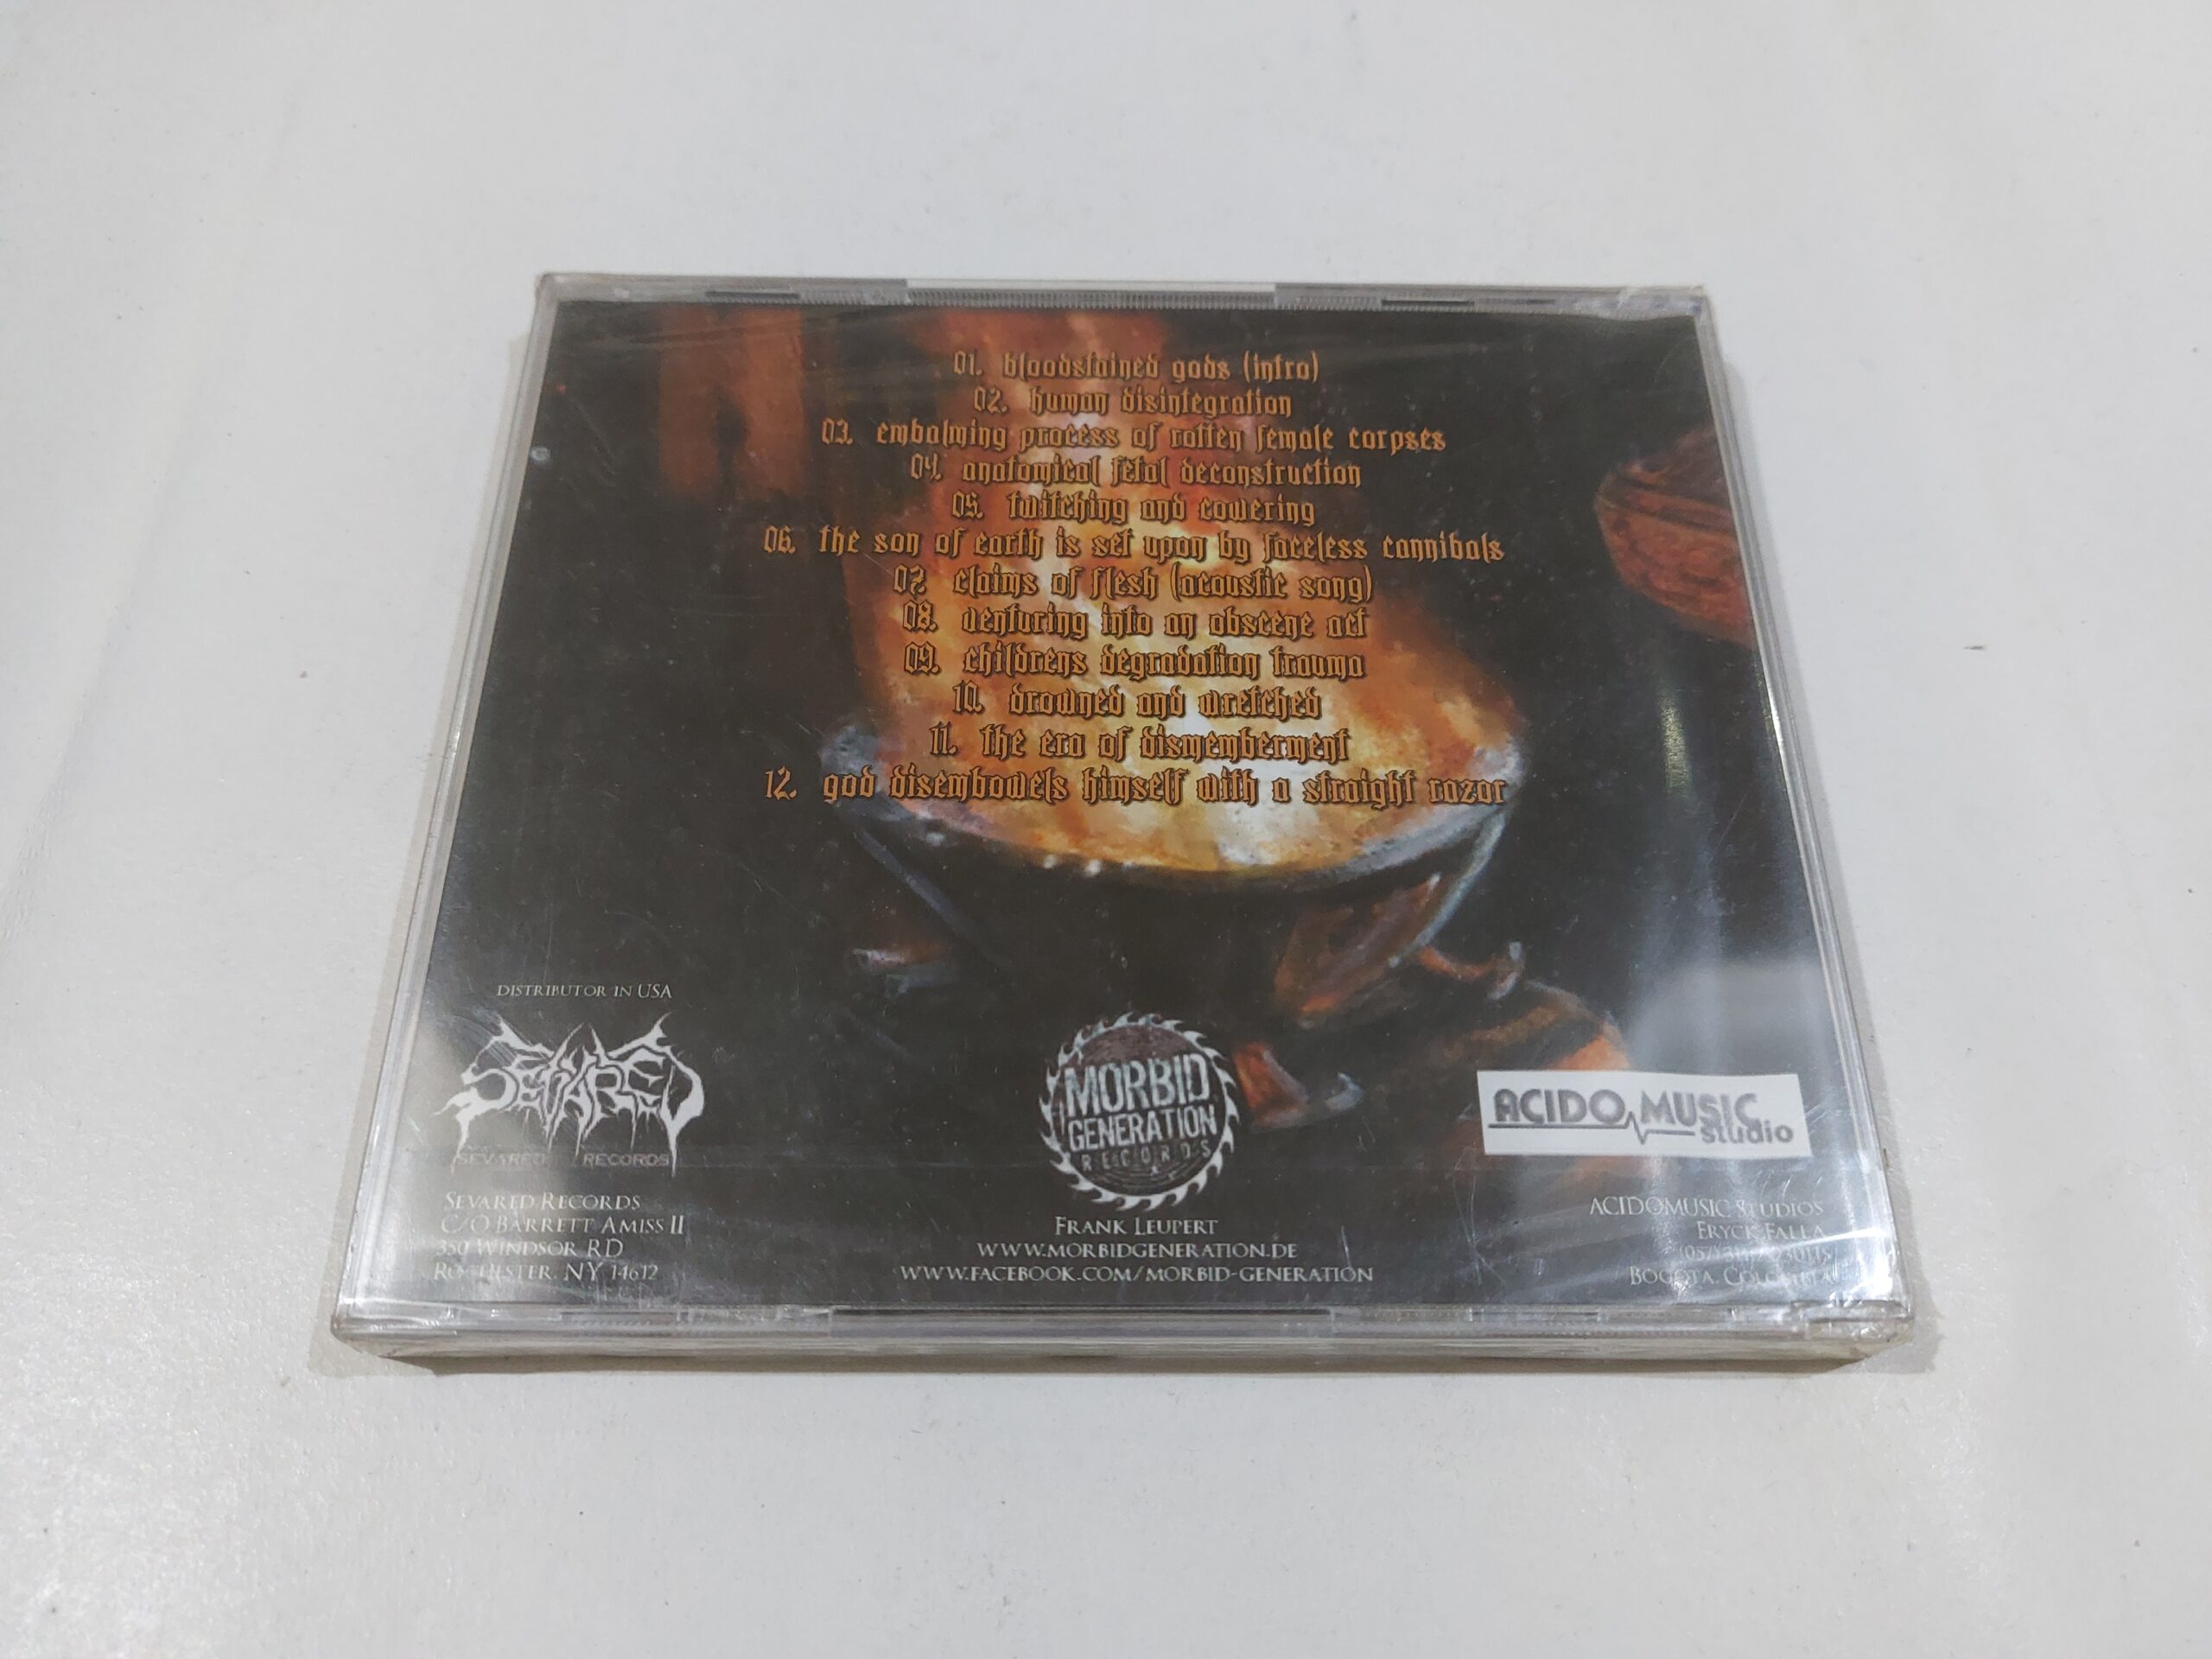 01. bloodstained gods (intro)
02. human disintegration
03. embalming process of rotten female corpses
04. anatomical fetal deconstruction
05. twitching and cowering
06. the son of earth is set upon by faceless cannibals
07. claims of flesh (acoustic song)
08. venturing into an obscene act
09. childrens degradation trauma
10. drowned and wretched
11. the era of dismemberment
12. god disembowels himself with a straight razor
DISTRIBUTOR IN USA
SEVARED
SEVARED RECORDS
SEVARED RECORDS
C/O BARRETT AMISS II
350 WINDSOR RD
ROCHESTER, NY 14612
MORBID
GENERATION
RECORDS
FRANK LEUPERT
WWW.MORBIDGENERATION.DE
WWW.FACEBOOK.COM/MORBID-GENERATION
ACIDO MUSIC
studio
ACIDOMUSIC STUDIOS
ERYCK FALLA
BOGOTA, COLOMBIA